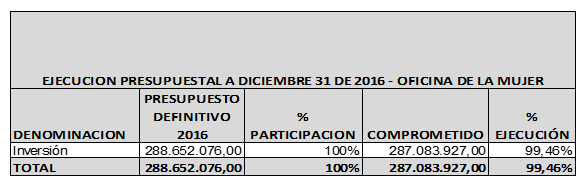 EJECUCION PRESUPUESTAL A DICIEMBRE 31 DE 2016 - OFICINA DE LA MUJER
DENOMINACION PRESUPUESTO DEFINITIVO 2016 % PARTICIPACION COMPROMETIDO % EJECUCIÓN
Inversión 288.652.076,00 100% 287.083.927,00 99,46%
TOTAL 288.652.076,00 100% 287.083.927,00 99,46%